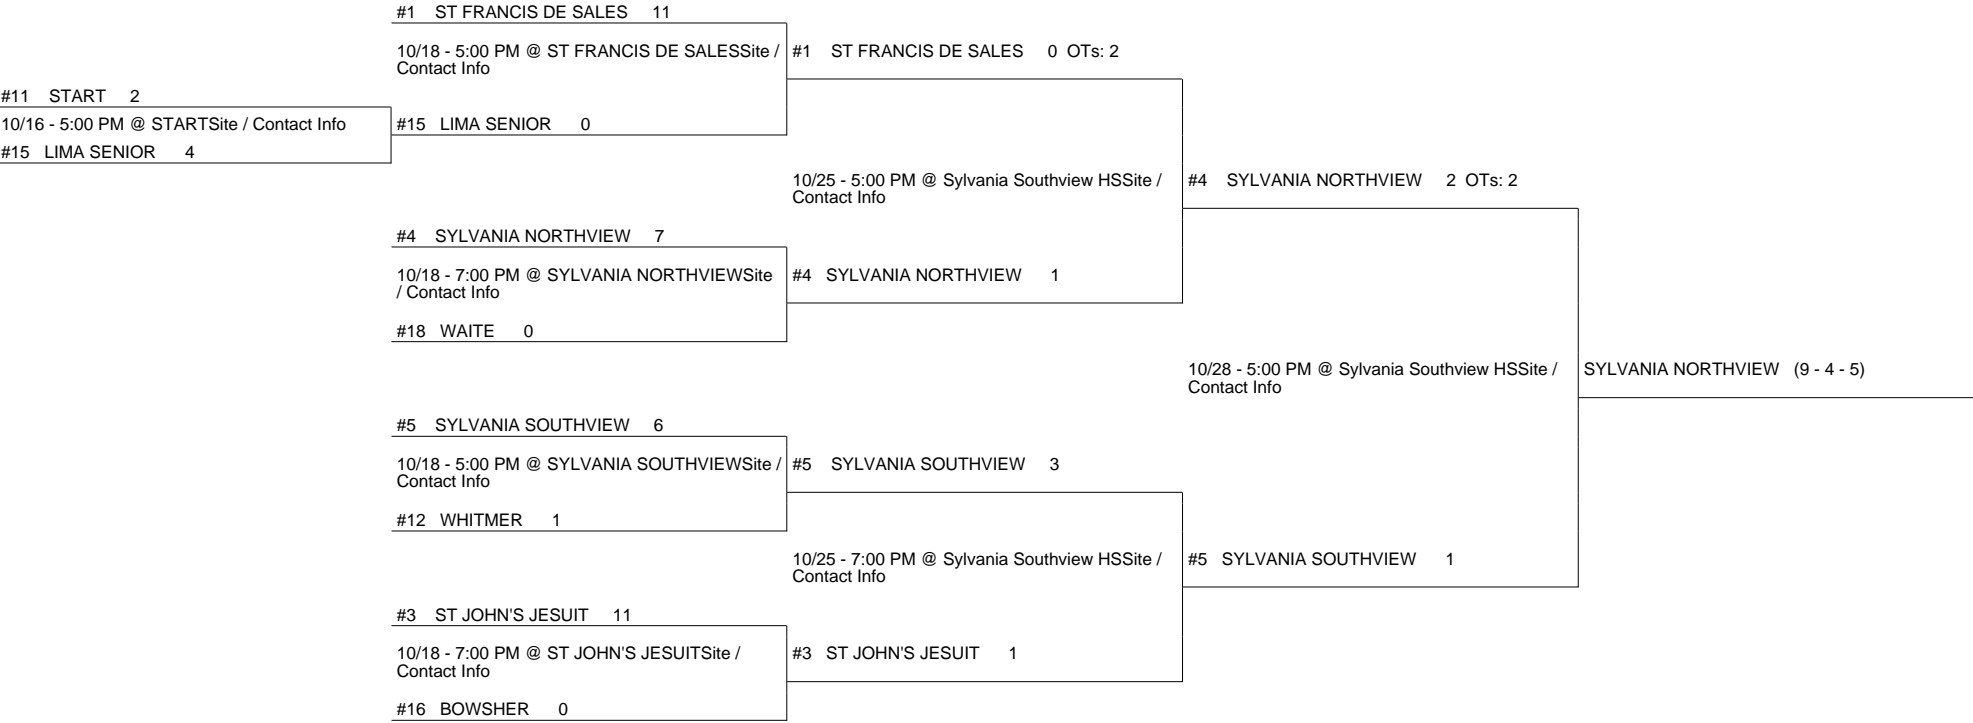 #1 ST FRANCIS DE SALES 11
10/18 - 5:00 PM @ ST FRANCIS DE SALESSite /
Contact Info
#1 ST FRANCIS DE SALES 0 OTs: 2
#11 START 2
10/16 - 5:00 PM @ STARTSite / Contact Info
#15 LIMA SENIOR 4
#15 LIMA SENIOR 0
10/25 - 5:00 PM @ Sylvania Southview HSSite /
Contact Info
#4 SYLVANIA NORTHVIEW 2 OTs: 2
#4 SYLVANIA NORTHVIEW 7
10/18 - 7:00 PM @ SYLVANIA NORTHVIEWSite
/ Contact Info
#4 SYLVANIA NORTHVIEW 1
#18 WAITE 0
10/28 - 5:00 PM @ Sylvania Southview HSSite /
Contact Info
SYLVANIA NORTHVIEW (9 - 4 - 5)
#5 SYLVANIA SOUTHVIEW 6
10/18 - 5:00 PM @ SYLVANIA SOUTHVIEWSite /
Contact Info
#5 SYLVANIA SOUTHVIEW 3
#12 WHITMER 1
10/25 - 7:00 PM @ Sylvania Southview HSSite /
Contact Info
#5 SYLVANIA SOUTHVIEW 1
#3 ST JOHN'S JESUIT 11
10/18 - 7:00 PM @ ST JOHN'S JESUITSite /
Contact Info
#3 ST JOHN'S JESUIT 1
#16 BOWSHER 0